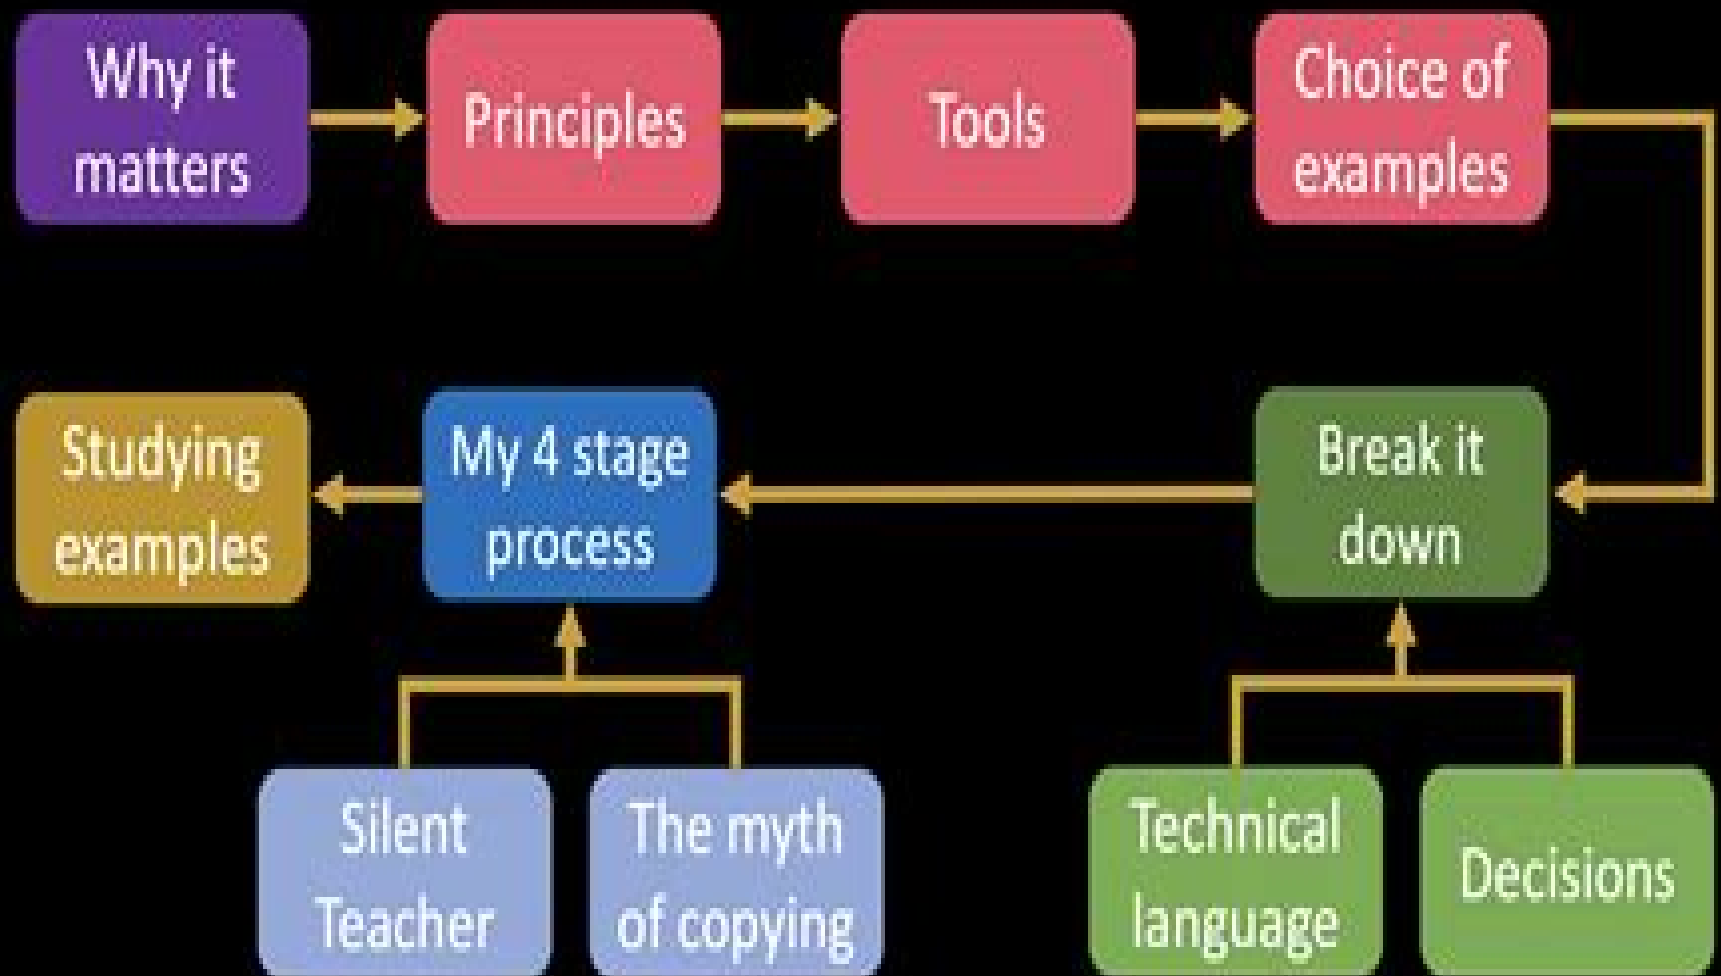 Why it
matters
Principles
Tools
Choice of
examples
Studying
examples
My 4 stage
process
Break it
down
Silent
Teacher
The myth
of copying
Technical
language
Decisions